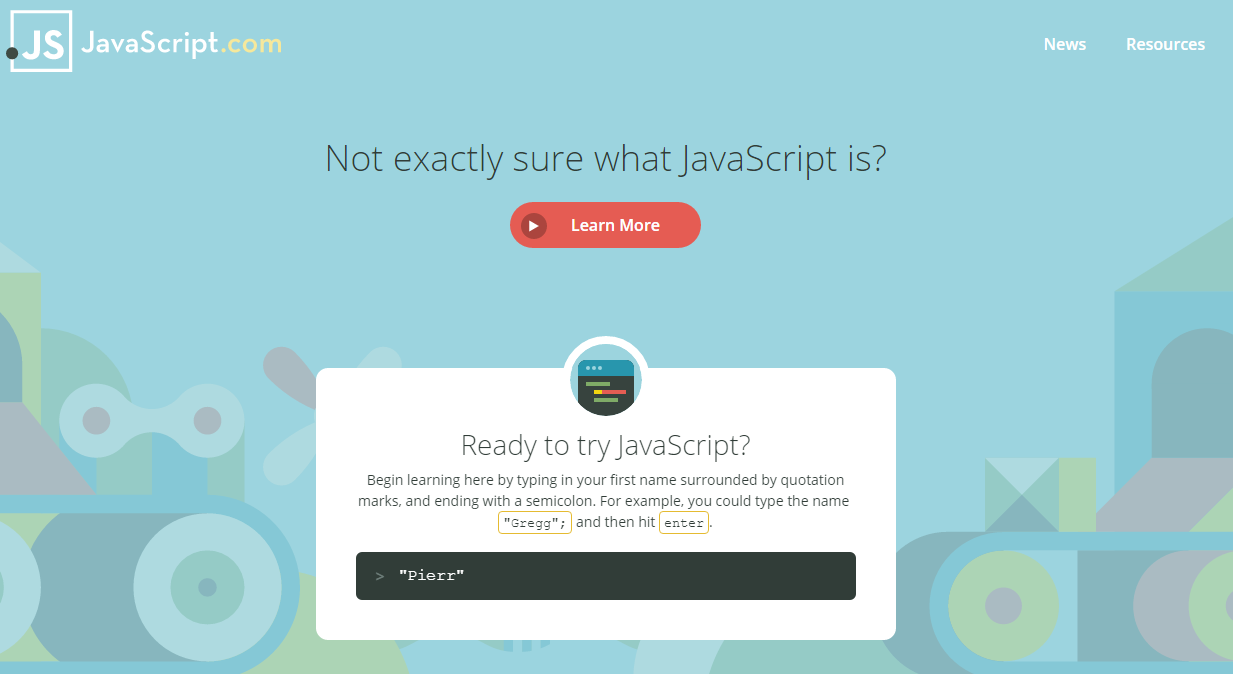 JS JavaScript.com
News Resources
Not exactly sure what JavaScript is?
Learn More
Ready to try JavaScript?
Begin learning here by typing in your first name surrounded by quotation
marks, and ending with a semicolon. For example, you could type the name
"Gregg"; and then hit enter.
> "Pierr"